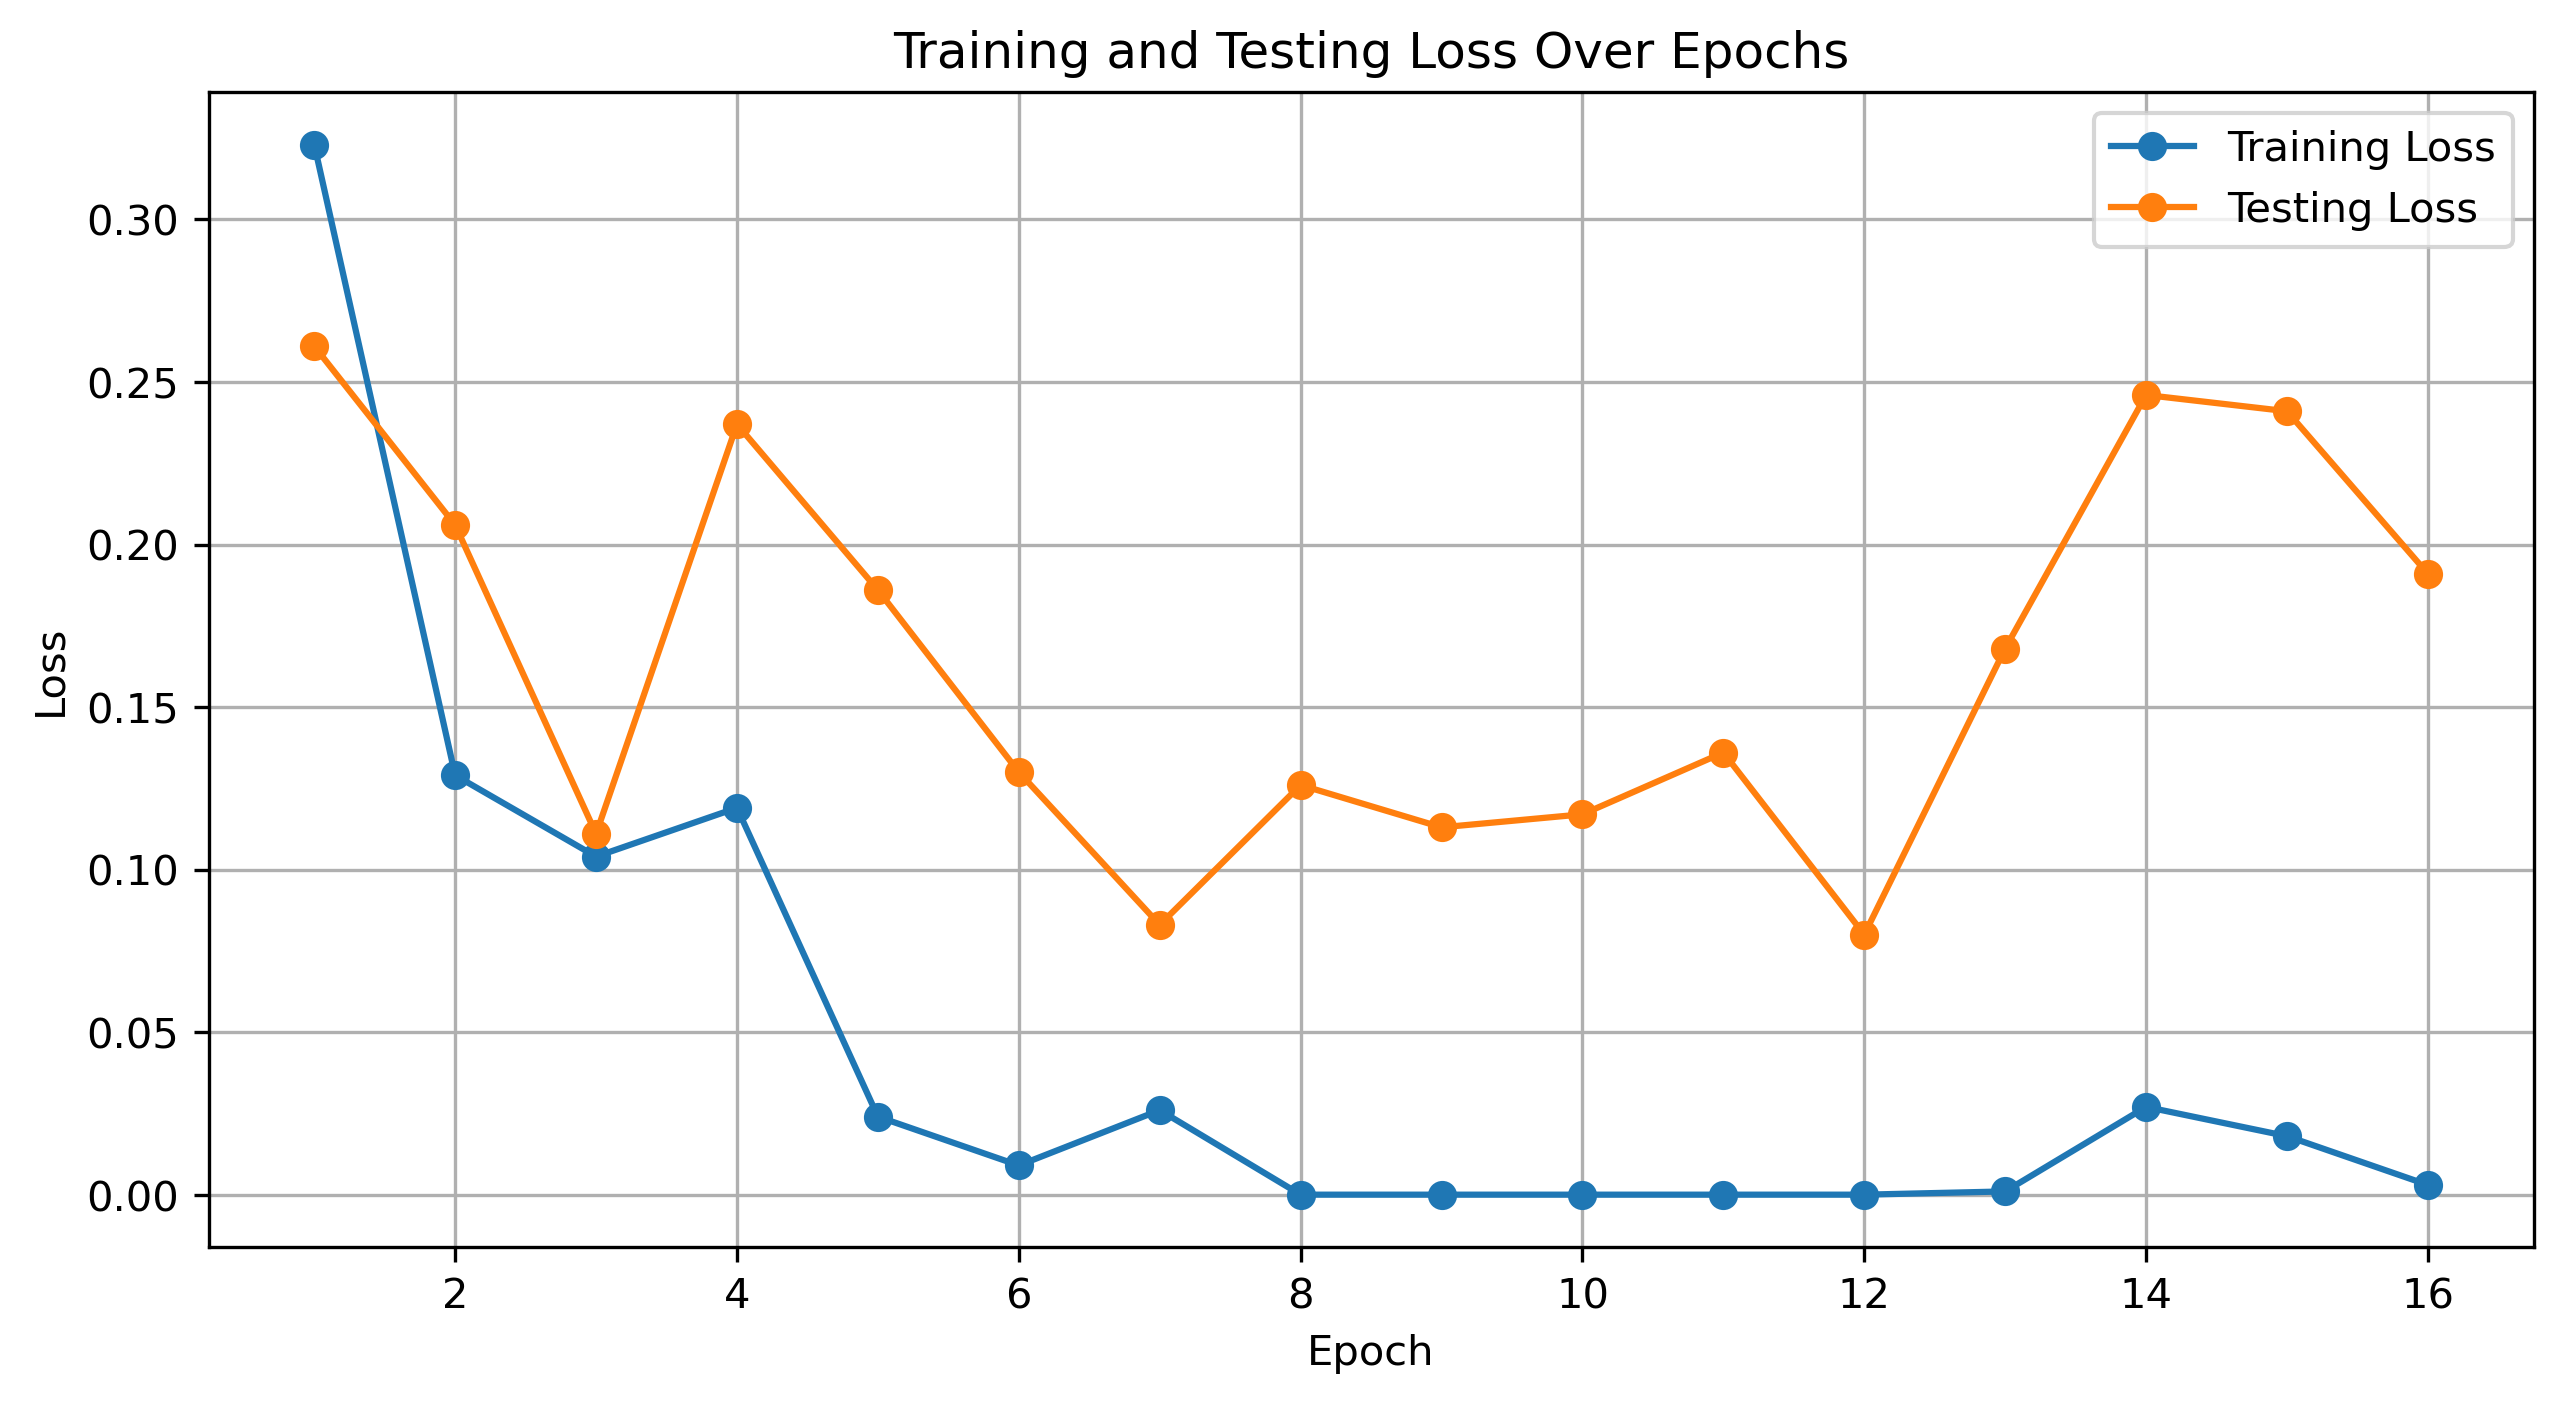 Training and Testing Loss Over Epochs
Training Loss
Testing Loss
0.30
0.25
0.20
0.15
0.10
0.05
0.00
Loss
2 4 6 8 10 12 14 16
Epoch